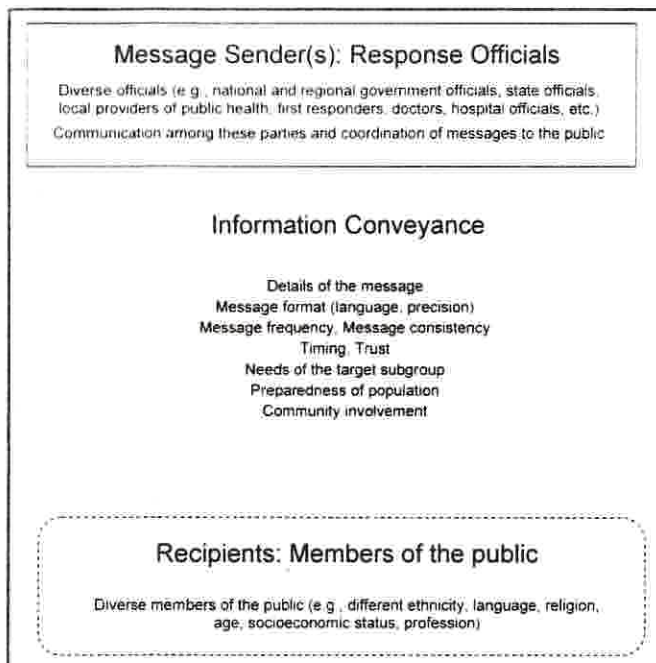 Message Sender(s): Response Officials
Diverse officials (e.g., national and regional government officials, state officials,
local providers of public health, first responders, doctors, hospital officials, etc.)
Communication among these parties and coordination of messages to the public
Information Conveyance
Details of the message
Message format (language, precision)
Message frequency, Message consistency
Timing, Trust
Needs of the target subgroup
Preparedness of population
Community involvement
Recipients: Members of the public
Diverse members of the public (e.g., different ethnicity, language, religion,
age, socioeconomic status, profession)